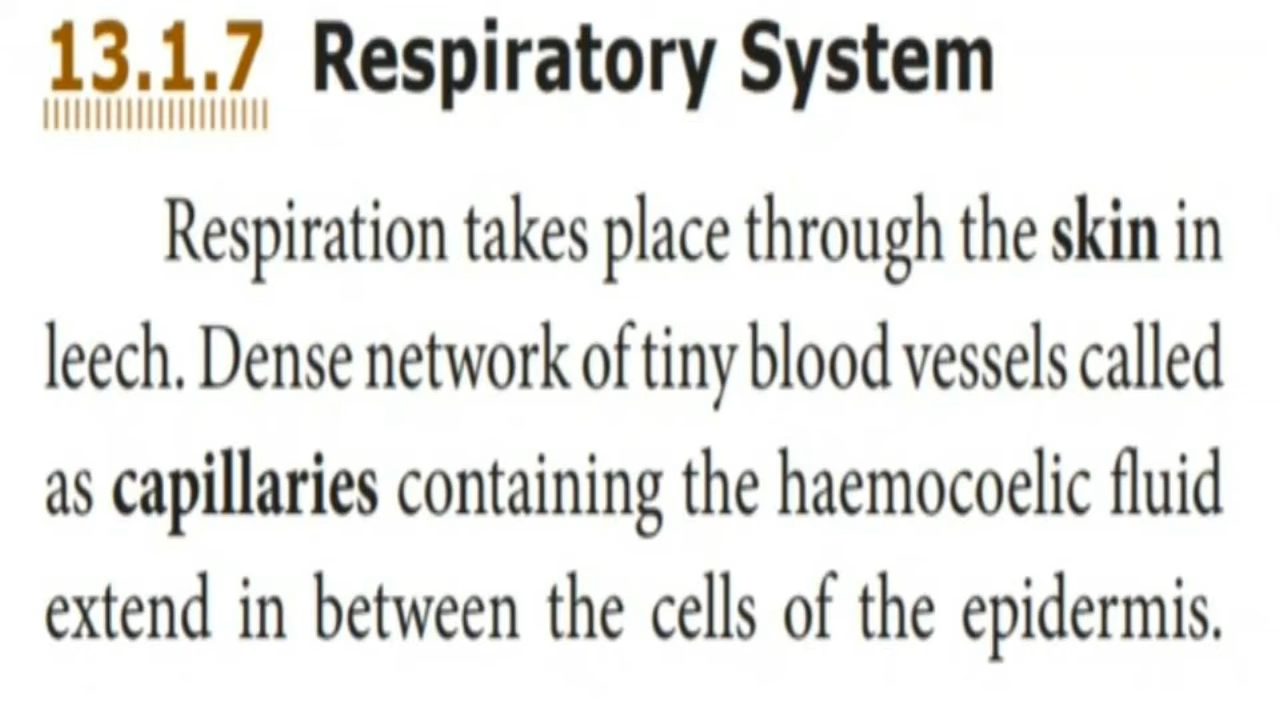 13.1.7 Respiratory System
Respiration takes place through the skin in
leech. Dense network of tiny blood vessels called
as capillaries containing the haemocoelic fluid
extend in between the cells of the epidermis.